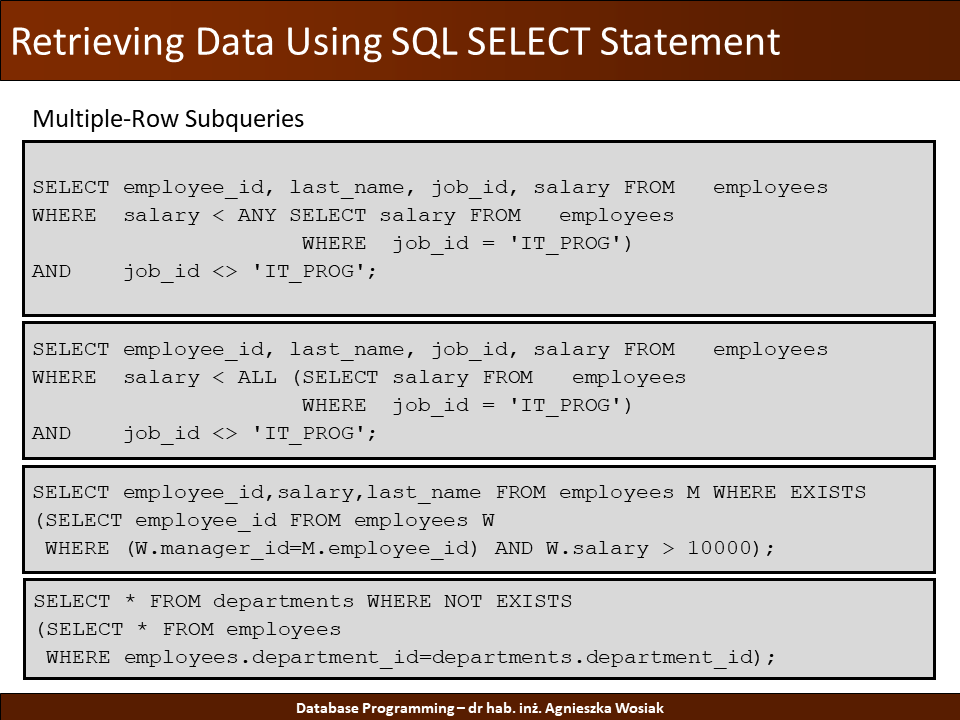 Retrieving Data Using SQL SELECT Statement
Multiple-Row Subqueries
SELECT employee_id, last_name, job_id, salary FROM   employees
WHERE  salary < ANY SELECT salary FROM   employees
                     WHERE  job_id = 'IT_PROG')
AND    job_id <> 'IT_PROG';
SELECT employee_id, last_name, job_id, salary FROM   employees
WHERE  salary < ALL (SELECT salary FROM   employees
                     WHERE  job_id = 'IT_PROG')
AND    job_id <> 'IT_PROG';
SELECT employee_id,salary,last_name FROM employees M WHERE EXISTS
(SELECT employee_id FROM employees W
 WHERE (W.manager_id=M.employee_id) AND W.salary > 10000);
SELECT * FROM departments WHERE NOT EXISTS
(SELECT * FROM employees
 WHERE employees.department_id=departments.department_id);
Database Programming – dr hab. inż. Agnieszka Wosiak